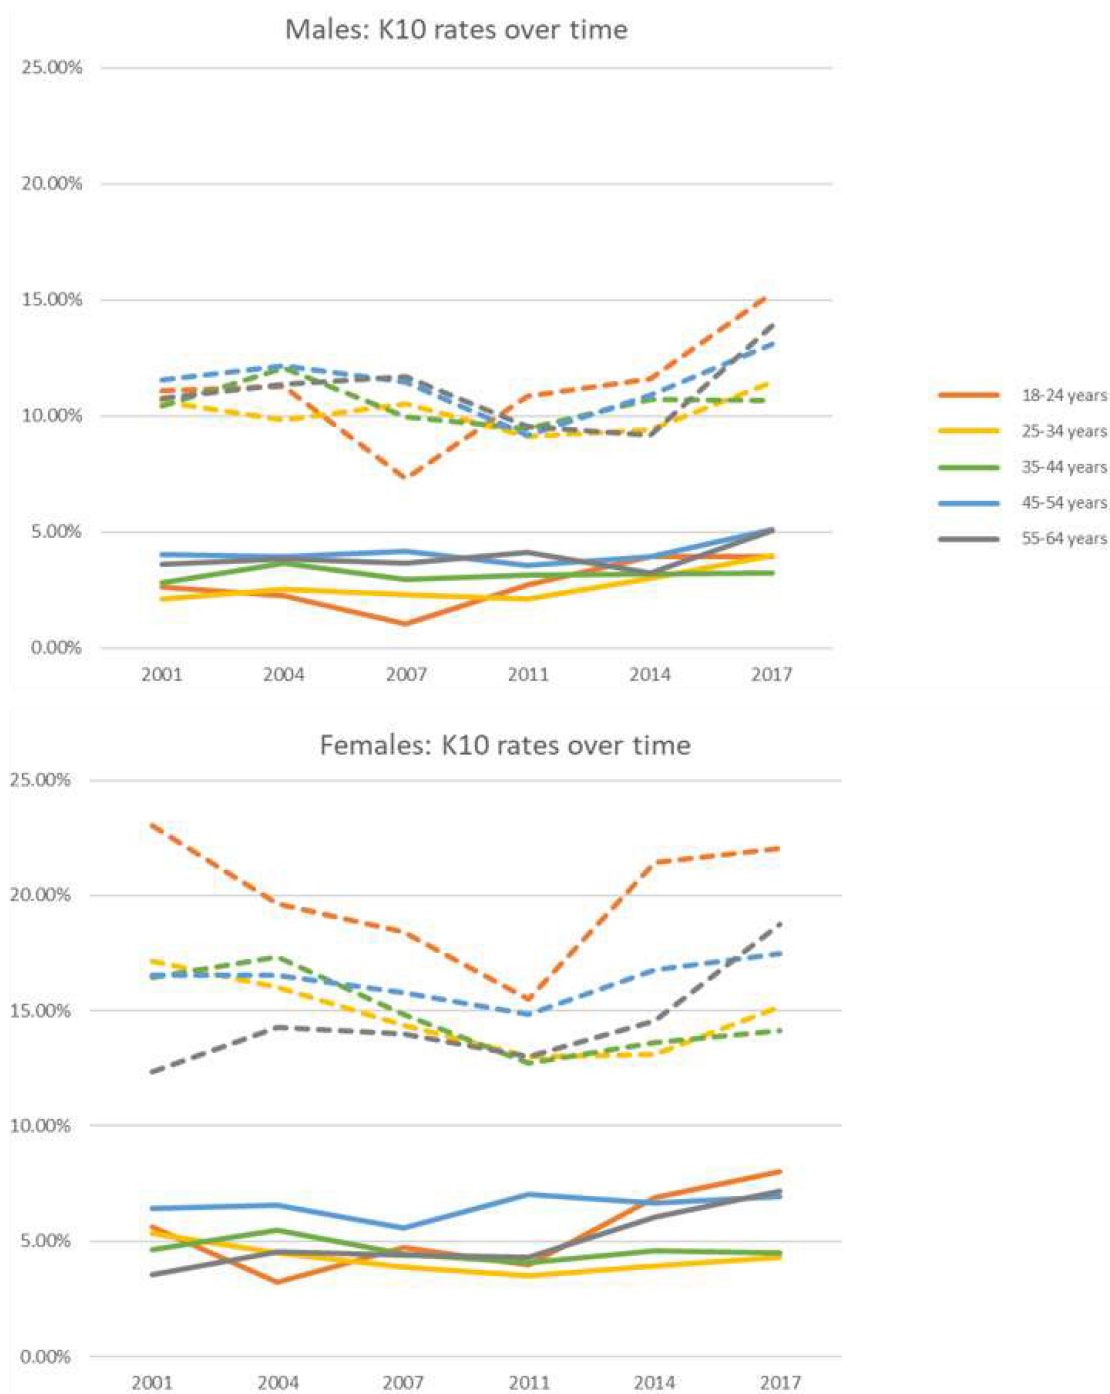 Males: K10 rates over time
25.00%
20.00%
15.00%
10.00%
5.00%
0.00%
2001 2004 2007 2011 2014 2017
18-24 years
25-34 years
35-44 years
45-54 years
55-64 years
Females: K10 rates over time
25.00%
20.00%
15.00%
10.00%
5.00%
0.00%
2001 2004 2007 2011 2014 2017